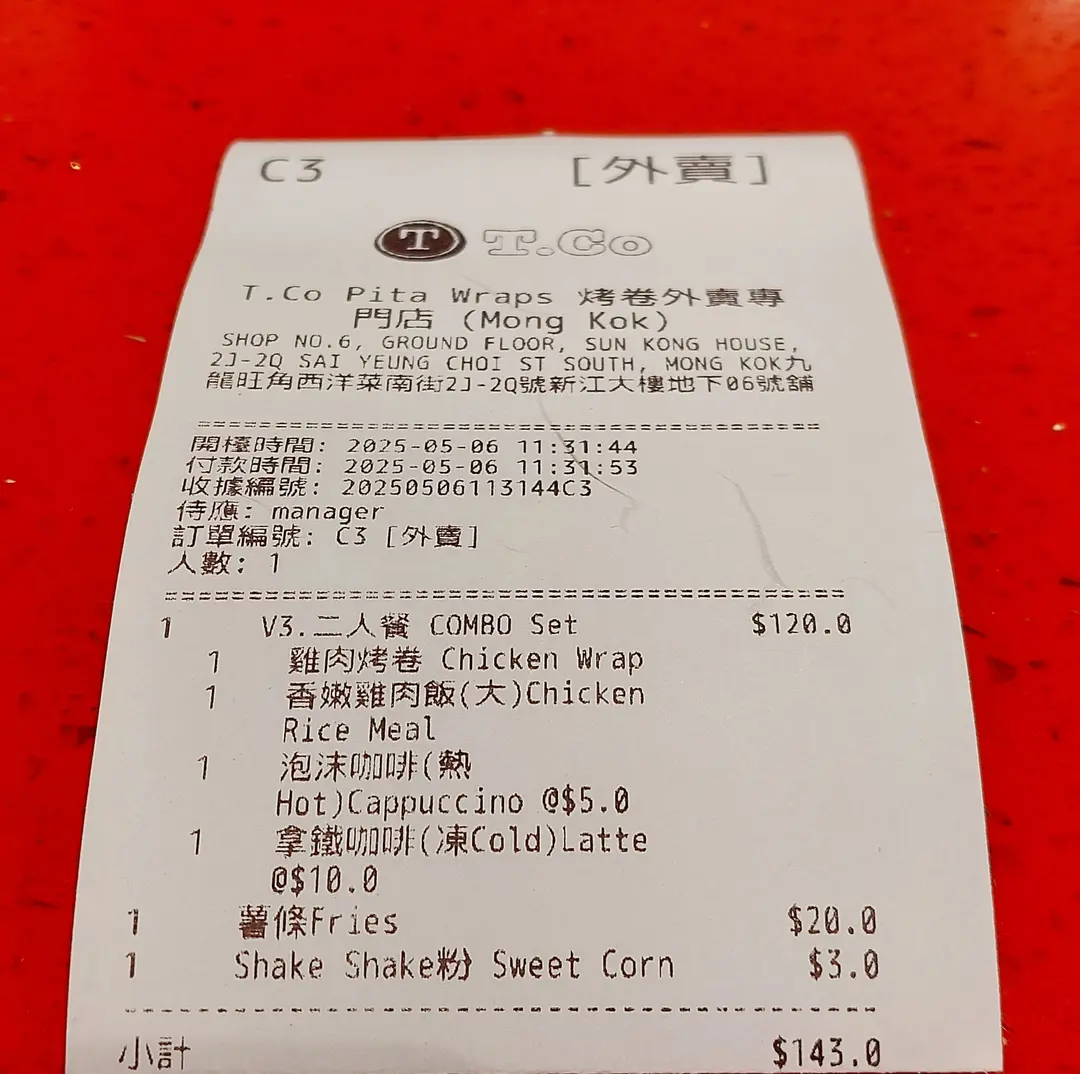 C3 [外賣]
T T.Co
T.Co Pita Wraps 烤卷外賣專
門店 (Mong Kok)
SHOP NO.6, GROUND FLOOR, SUN KONG HOUSE,
2J-2Q SAI YEUNG CHOI ST SOUTH, MONG KOK九
龍旺角西洋菜南街2J-2Q號新江大樓地下06號舖
開檯時間: 2025-05-06 11:31:44
付款時間: 2025-05-06 11:31:53
收據編號: 20250506113144C3
侍應: manager
訂單編號: C3 [外賣]
人數: 1
1 V3.二人餐 COMBO Set $120.0
1 雞肉烤卷 Chicken Wrap
1 香嫩雞肉飯(大)Chicken
Rice Meal
1 泡沫咖啡(熱
Hot)Cappuccino @$5.0
1 拿鐵咖啡(凍Cold)Latte
@$10.0
1 薯條Fries $20.0
1 Shake Shake粉 Sweet Corn $3.0
小計 $143.0